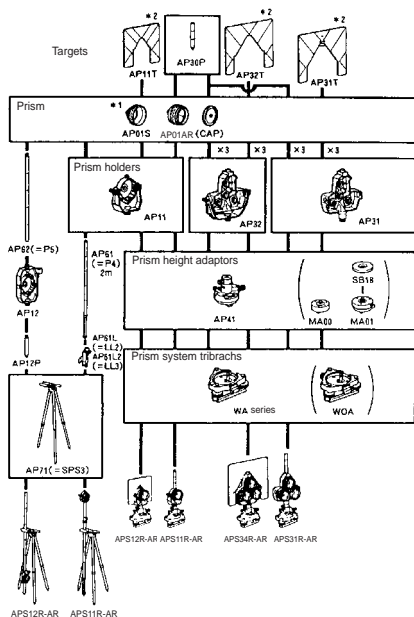 *2
*2
*2
Targets
AP11T
AP30P
AP32T
AP31T
Prism
*1
AP01S
AP01AR (CAP)
×3
×3
×3
×3
Prism holders
AP11
AP32
AP31
AP62 (=P5)
AP61
(=P4)
2m
Prism height adaptors
SB18
AP12
AP41
MA00
MA01
AP61L
(=LL2)
AP61L2
(=LL3)
AP12P
Prism system tribrachs
WA series
WOA
AP71 (=SPS3)
APS12R-AR
APS11R-AR
APS34R-AR
APS31R-AR
APS12R-AR
APS11R-AR